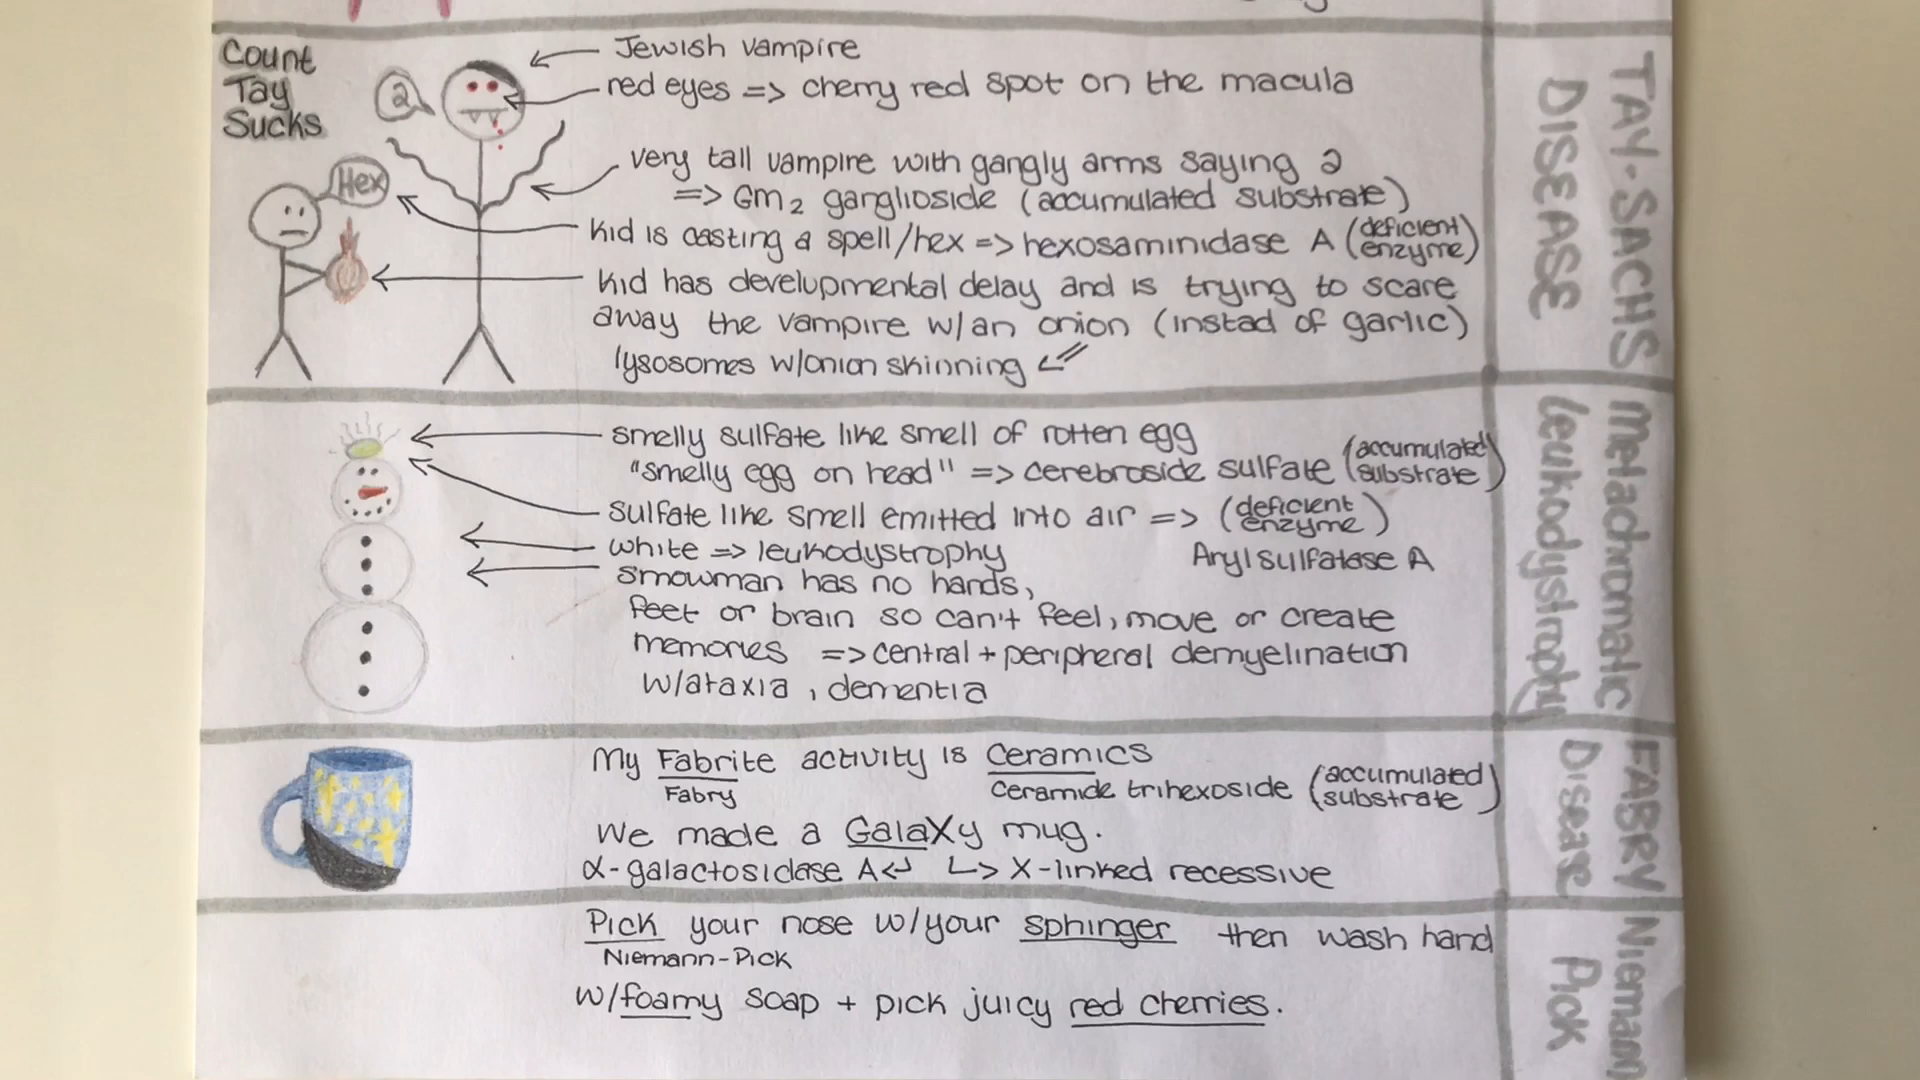 Count
Tay
Sucks
2
Hex
Jewish vampire
red eyes => cherry red spot on the macula
very tall vampire with gangly arms saying 2
=> GM2 ganglioside (accumulated substrate)
Kid is casting a spell/hex => hexosaminidase A (deficient enzyme)
Kid has developmental delay and is trying to scare
away the vampire w/an onion (instad of garlic)
lysosomes w/onion skinning
TAY-SACHS
DISEASE
smelly sulfate like smell of rotten egg
"smelly egg on head" => cerebroside sulfate (accumulated substrate)
sulfate like smell emitted into air => (deficient enzyme)
white => leukodystrophy
Arylsulfatase A
smowman has no hands,
feet or brain so can't feel, move or create
memories => central + peripheral demyelination
w/ataxia, dementia
Metachromatic
leukodystrophy
My Fabrite activity is Ceramics
Fabry
Ceramide trihexoside (accumulated substrate)
We made a GalaXy mug.
α-galactosidase A↵ ↳ X-linked recessive
FABRY
Disease
Pick your nose w/your sphinger then wash hand
Niemann-Pick
w/foamy soap + pick juicy red cherries.
Niemann
Pick